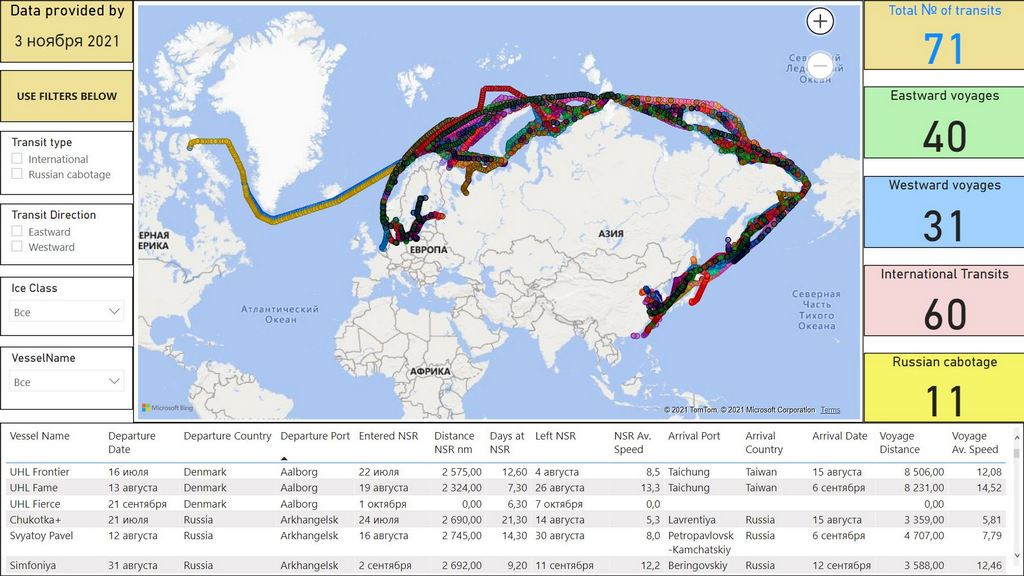 Data provided by
3 ноября 2021
USE FILTERS BELOW
Transit type
International
Russian cabotage
Transit Direction
Eastward
Westward
Ice Class
Все
VesselName
Все
Северный
Ледовитый
Океан
ЕРНАЯ
ЕРИКА
ЕВРОПА
АЗИЯ
Атлантический
Океан
Северная
Часть
Тихого
Океана
АФРИКА
Microsoft Bing
© 2021 TomTom, © 2021 Microsoft Corporation Terms
Total № of transits
71
Eastward voyages
40
Westward voyages
31
International Transits
60
Russian cabotage
11
Vessel Name Departure Date Departure Country Departure Port Entered NSR Distance NSR nm Days at NSR Left NSR NSR Av. Speed Arrival Port Arrival Country Arrival Date Voyage Distance Voyage Av. Speed
UHL Frontier 16 июля Denmark Aalborg 22 июля 2 575,00 12,60 4 августа 8,5 Taichung Taiwan 15 августа 8 506,00 12,08
UHL Fame 13 августа Denmark Aalborg 19 августа 2 324,00 7,30 26 августа 13,3 Taichung Taiwan 6 сентября 8 231,00 14,52
UHL Fierce 21 сентября Denmark Aalborg 1 октября 0,00 6,30 7 октября 0,0 0,00
Chukotka+ 21 июля Russia Arkhangelsk 24 июля 2 690,00 21,30 14 августа 5,3 Lavrentiya Russia 15 августа 3 359,00 5,81
Svyatoy Pavel 12 августа Russia Arkhangelsk 16 августа 2 745,00 14,30 30 августа 8,0 Petropavlovsk-Kamchatskiy Russia 6 сентября 4 707,00 7,79
Simfoniya 31 августа Russia Arkhangelsk 2 сентября 2 692,00 9,20 11 сентября 12,2 Beringovskiy Russia 12 сентября 3 588,00 12,46